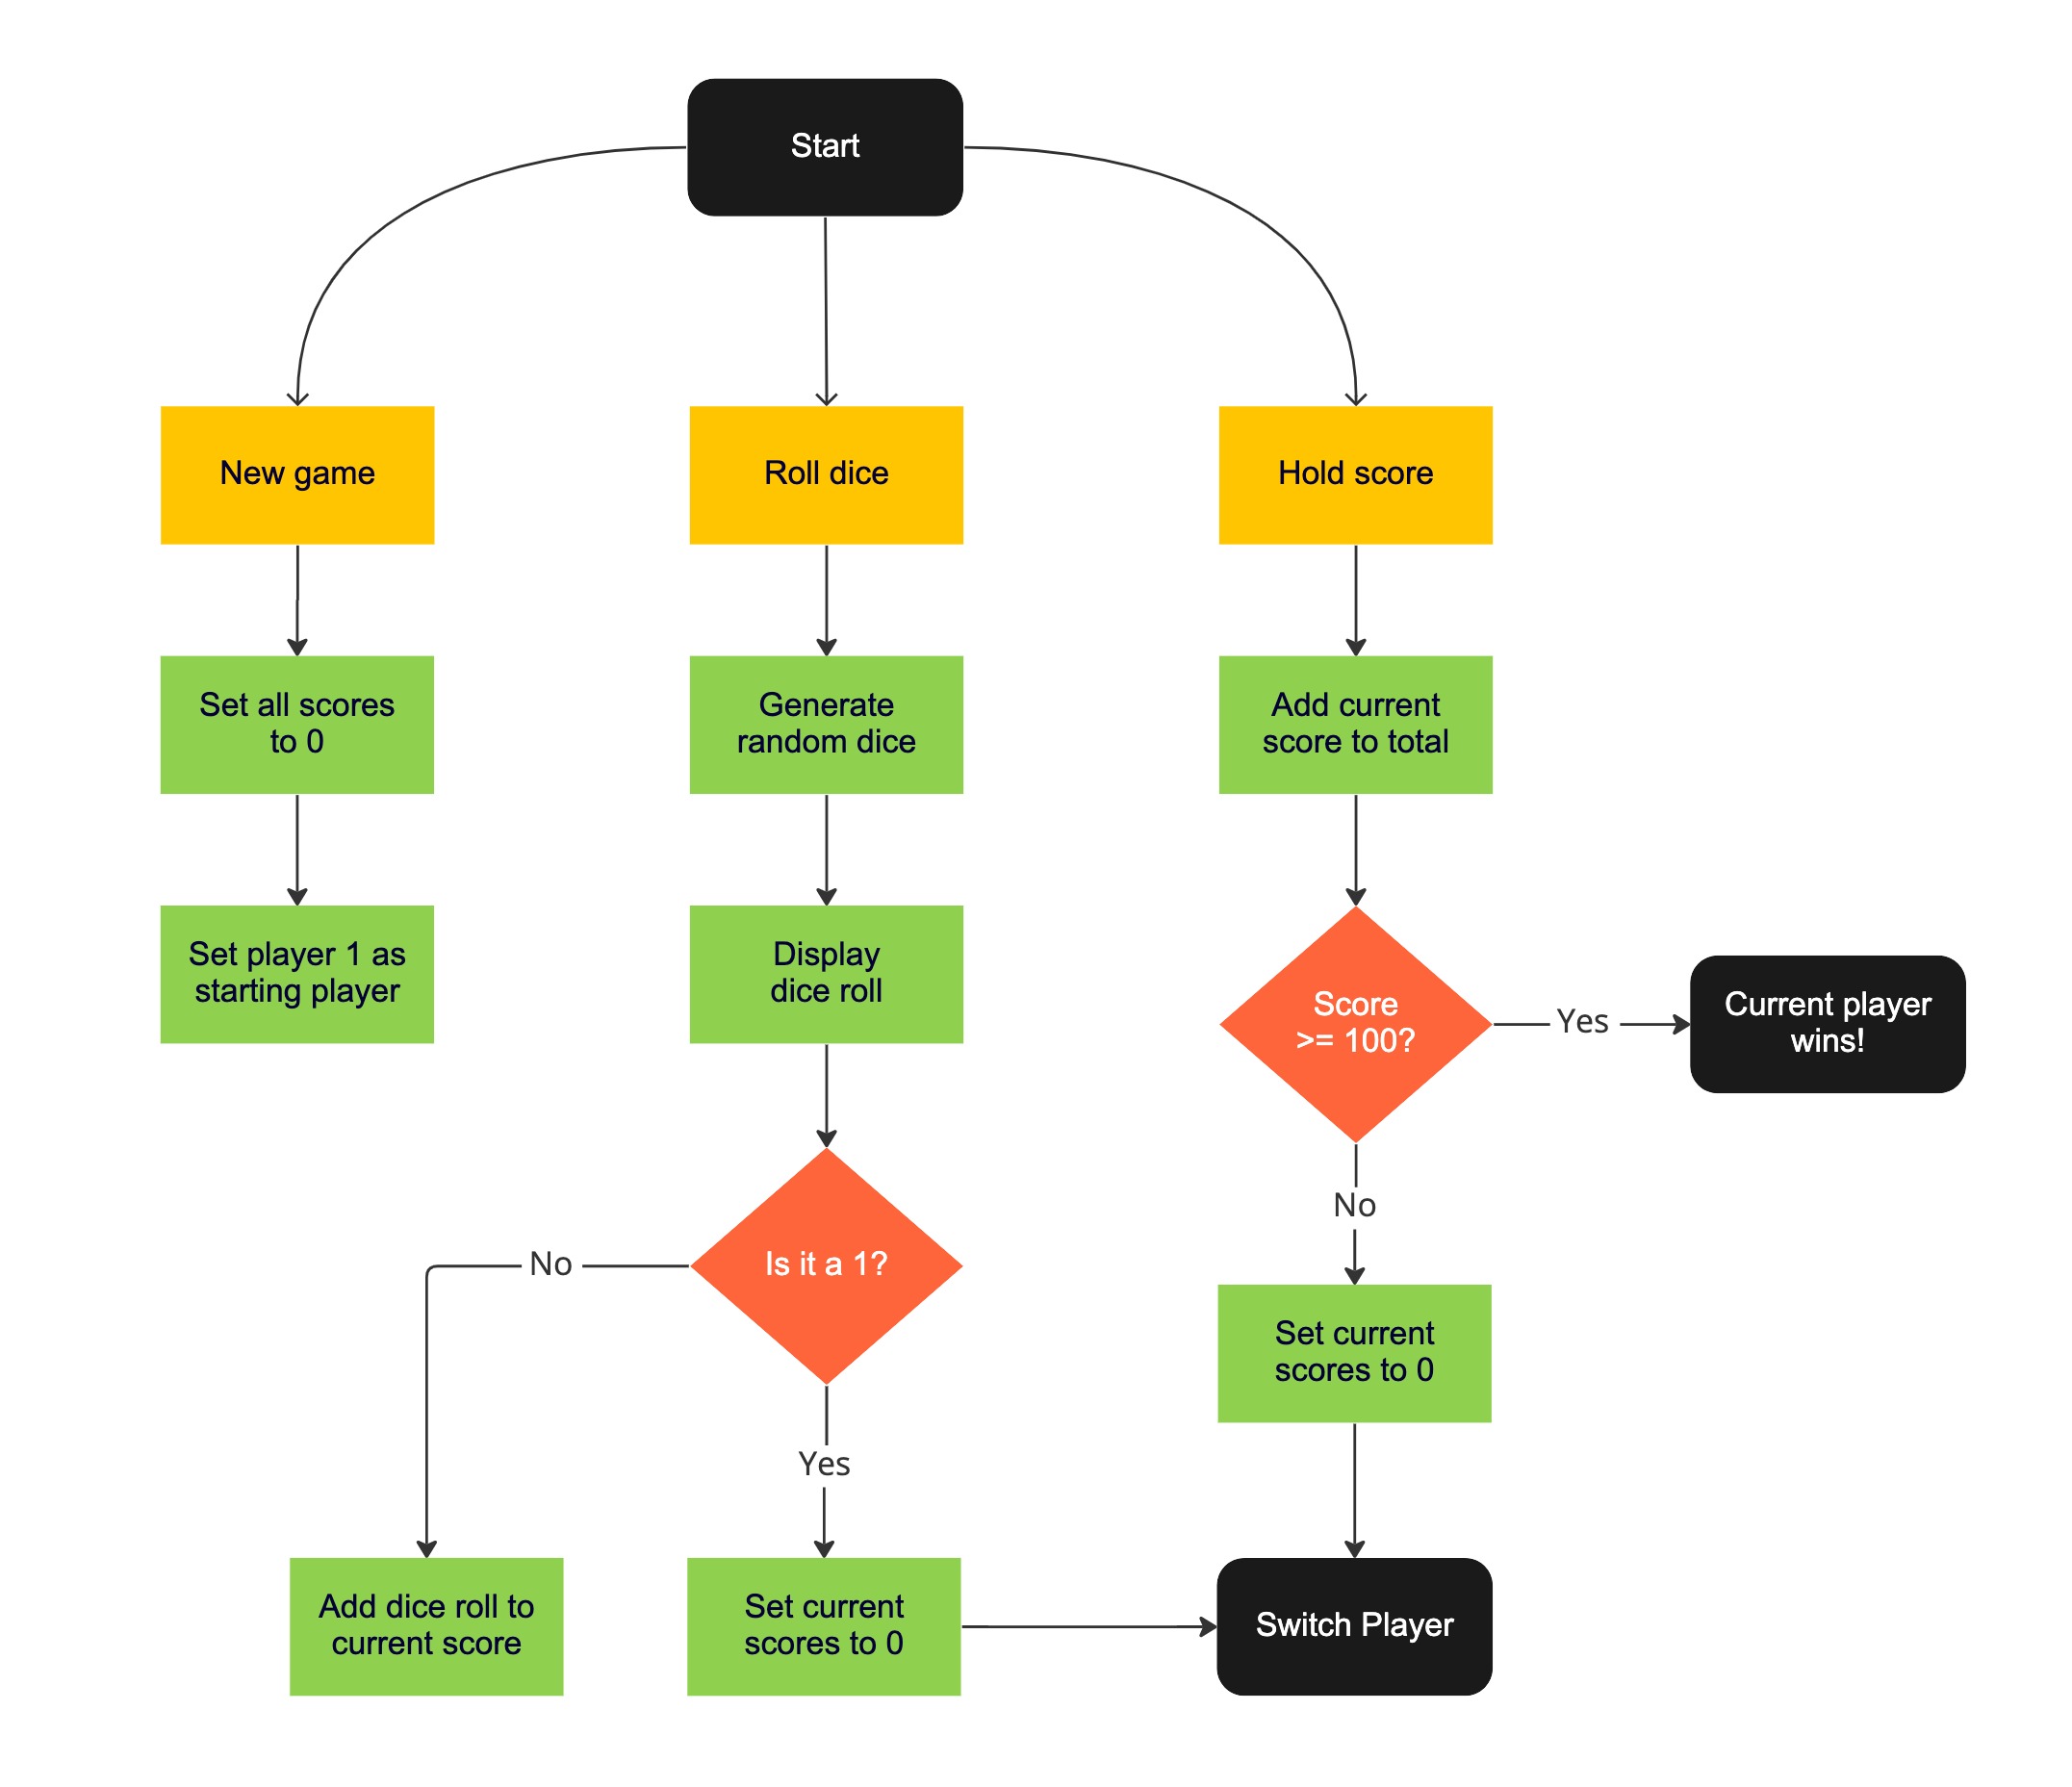 Start
New game
Roll dice
Hold score
Set all scores
to 0
Generate
random dice
Add current
score to total
Set player 1 as
starting player
Display
dice roll
Score
>= 100?
Yes
Current player
wins!
No
Is it a 1?
No
Set current
scores to 0
Yes
Add dice roll to
current score
Set current
scores to 0
Switch Player